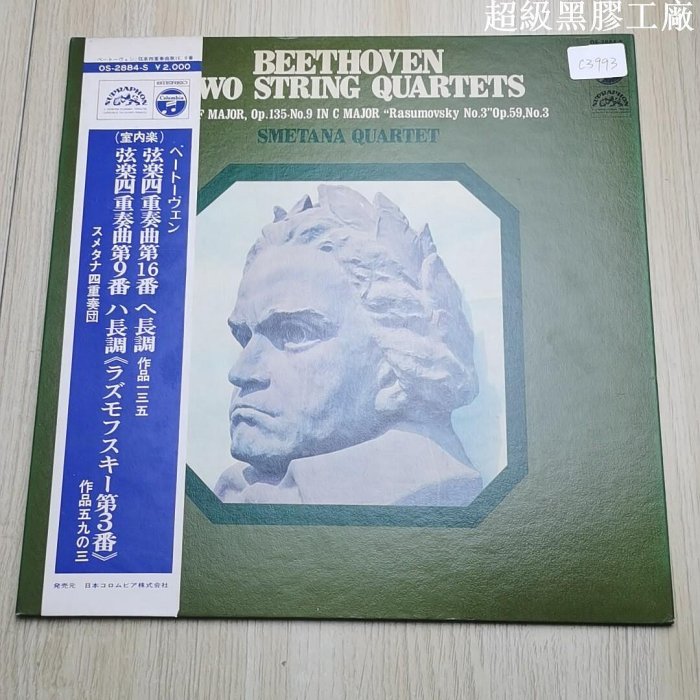 超級黑膠工廠
OS-2884-S ¥2,000
SUPRAPHON
Columbia
(室内楽)
ベートーヴェン
弦楽四重奏曲第16番 ヘ長調 作品一三五
弦楽四重奏曲第9番 ハ長調《ラズモフスキー第3番》作品五九の三
スメタナ四重奏団
発売元 日本コロムビア株式会社
BEETHOVEN
WO STRING QUARTETS
F MAJOR, Op.135-No.9 IN C MAJOR "Rasumovsky No.3"Op.59,No.3
SMETANA QUARTET
C3993
SUPRAPHON